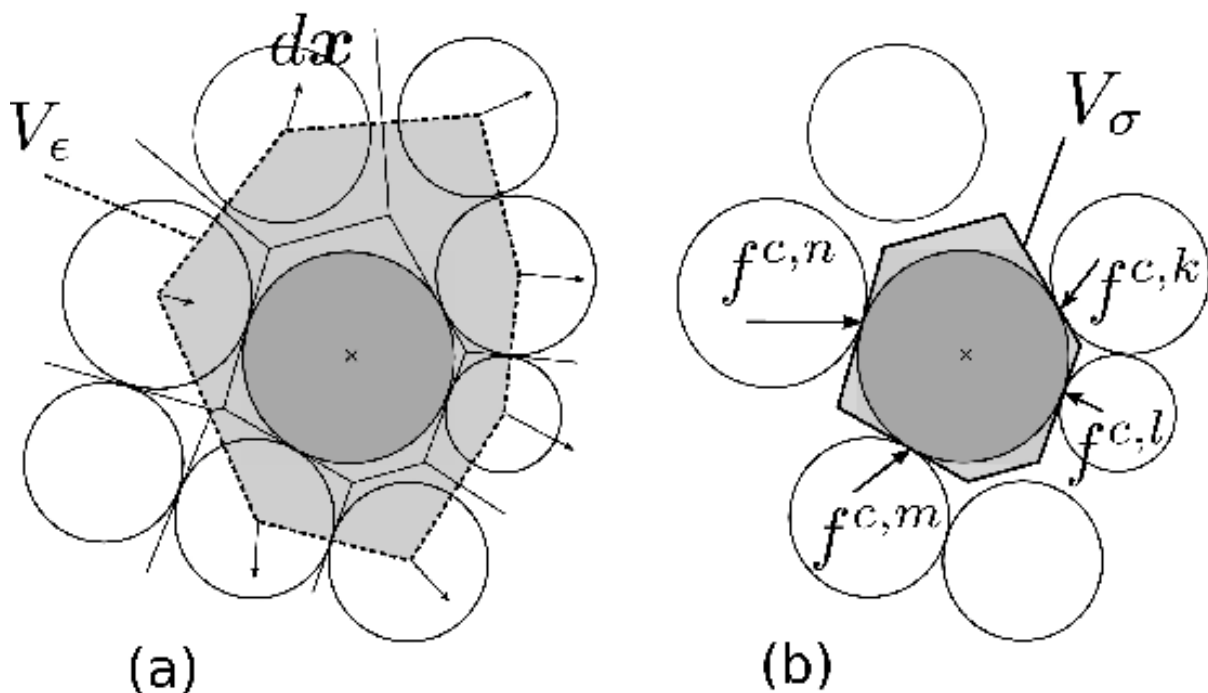 dx
V_ϵ
V_σ
f^{c,n}
f^{c,k}
f^{c,l}
f^{c,m}
(a)
(b)